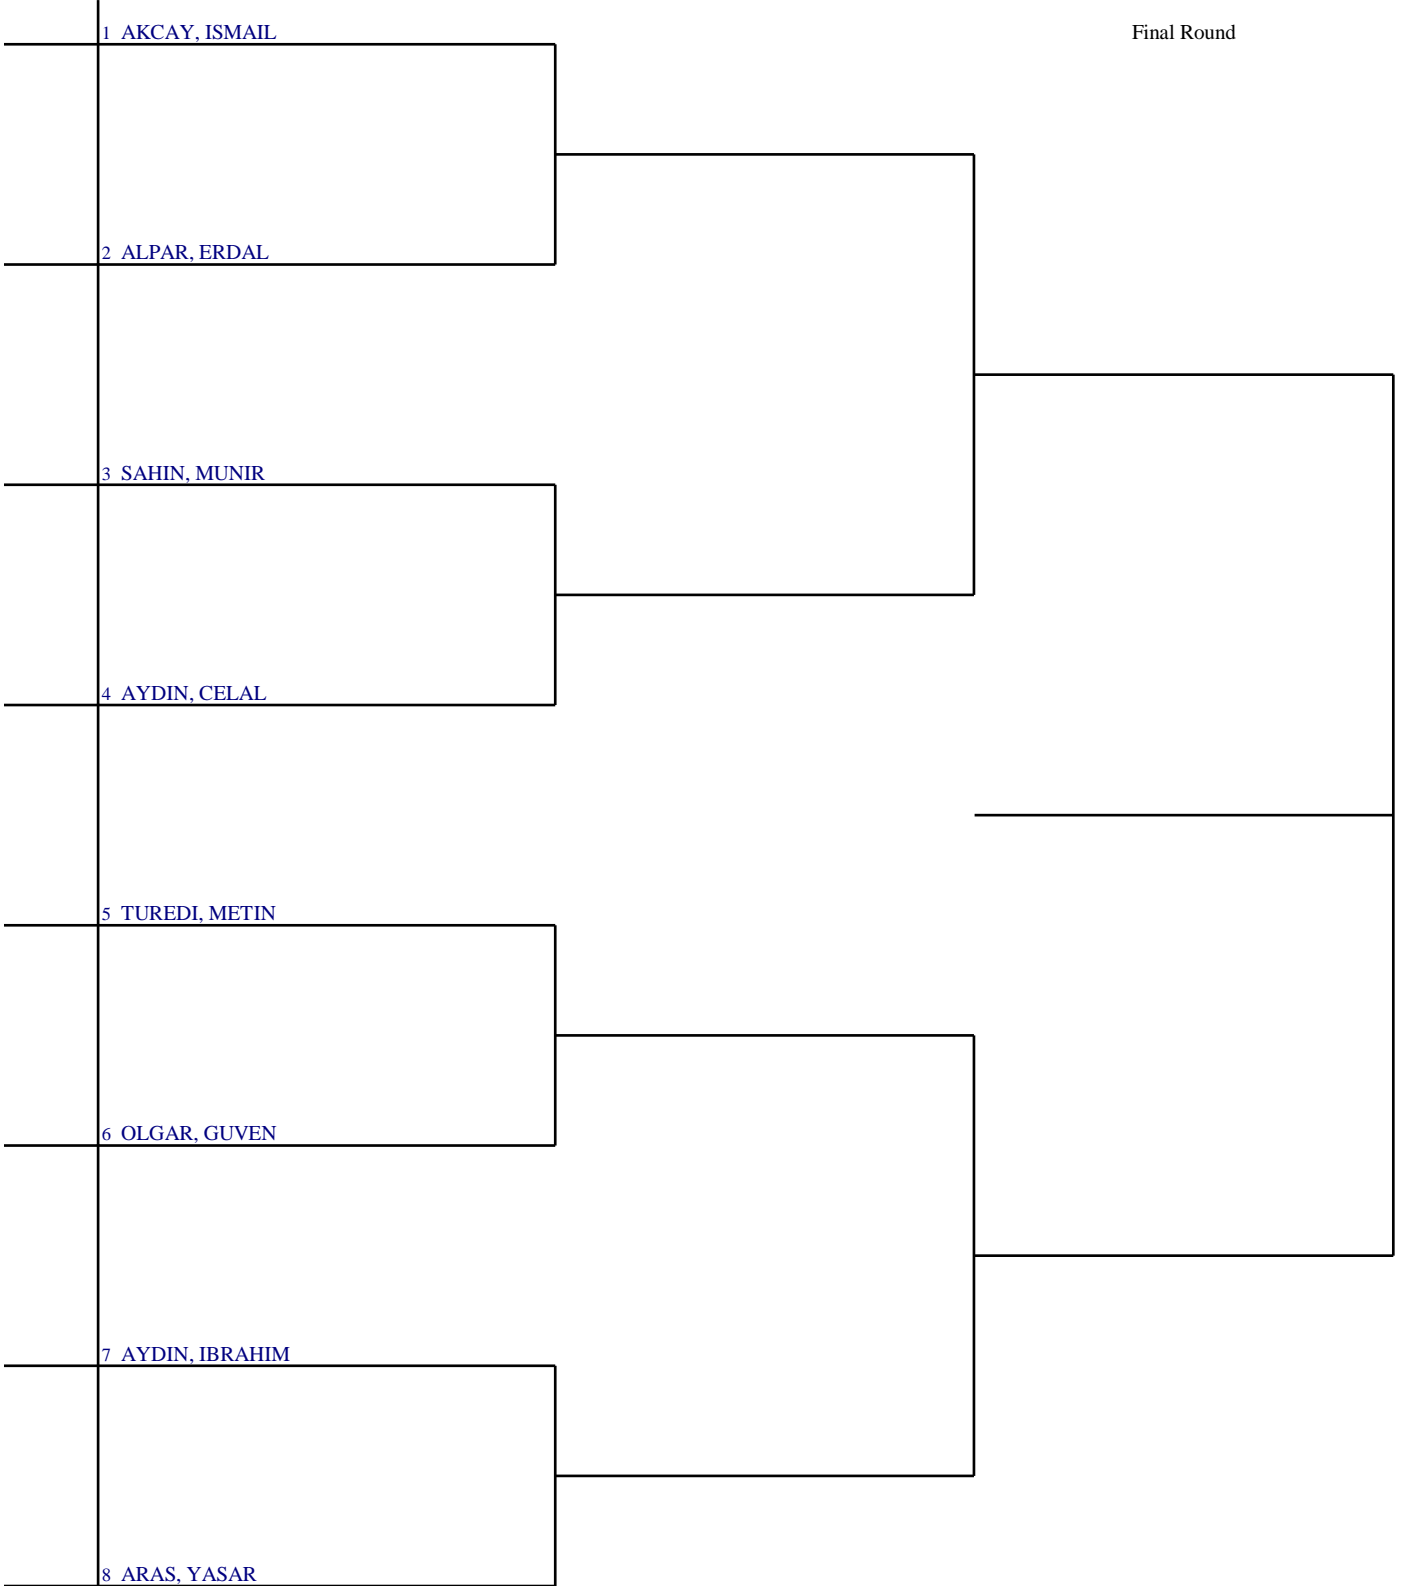 1 AKCAY, ISMAIL
Final Round
2 ALPAR, ERDAL
3 SAHIN, MUNIR
4 AYDIN, CELAL
5 TUREDI, METIN
6 OLGAR, GUVEN
7 AYDIN, IBRAHIM
8 ARAS, YASAR